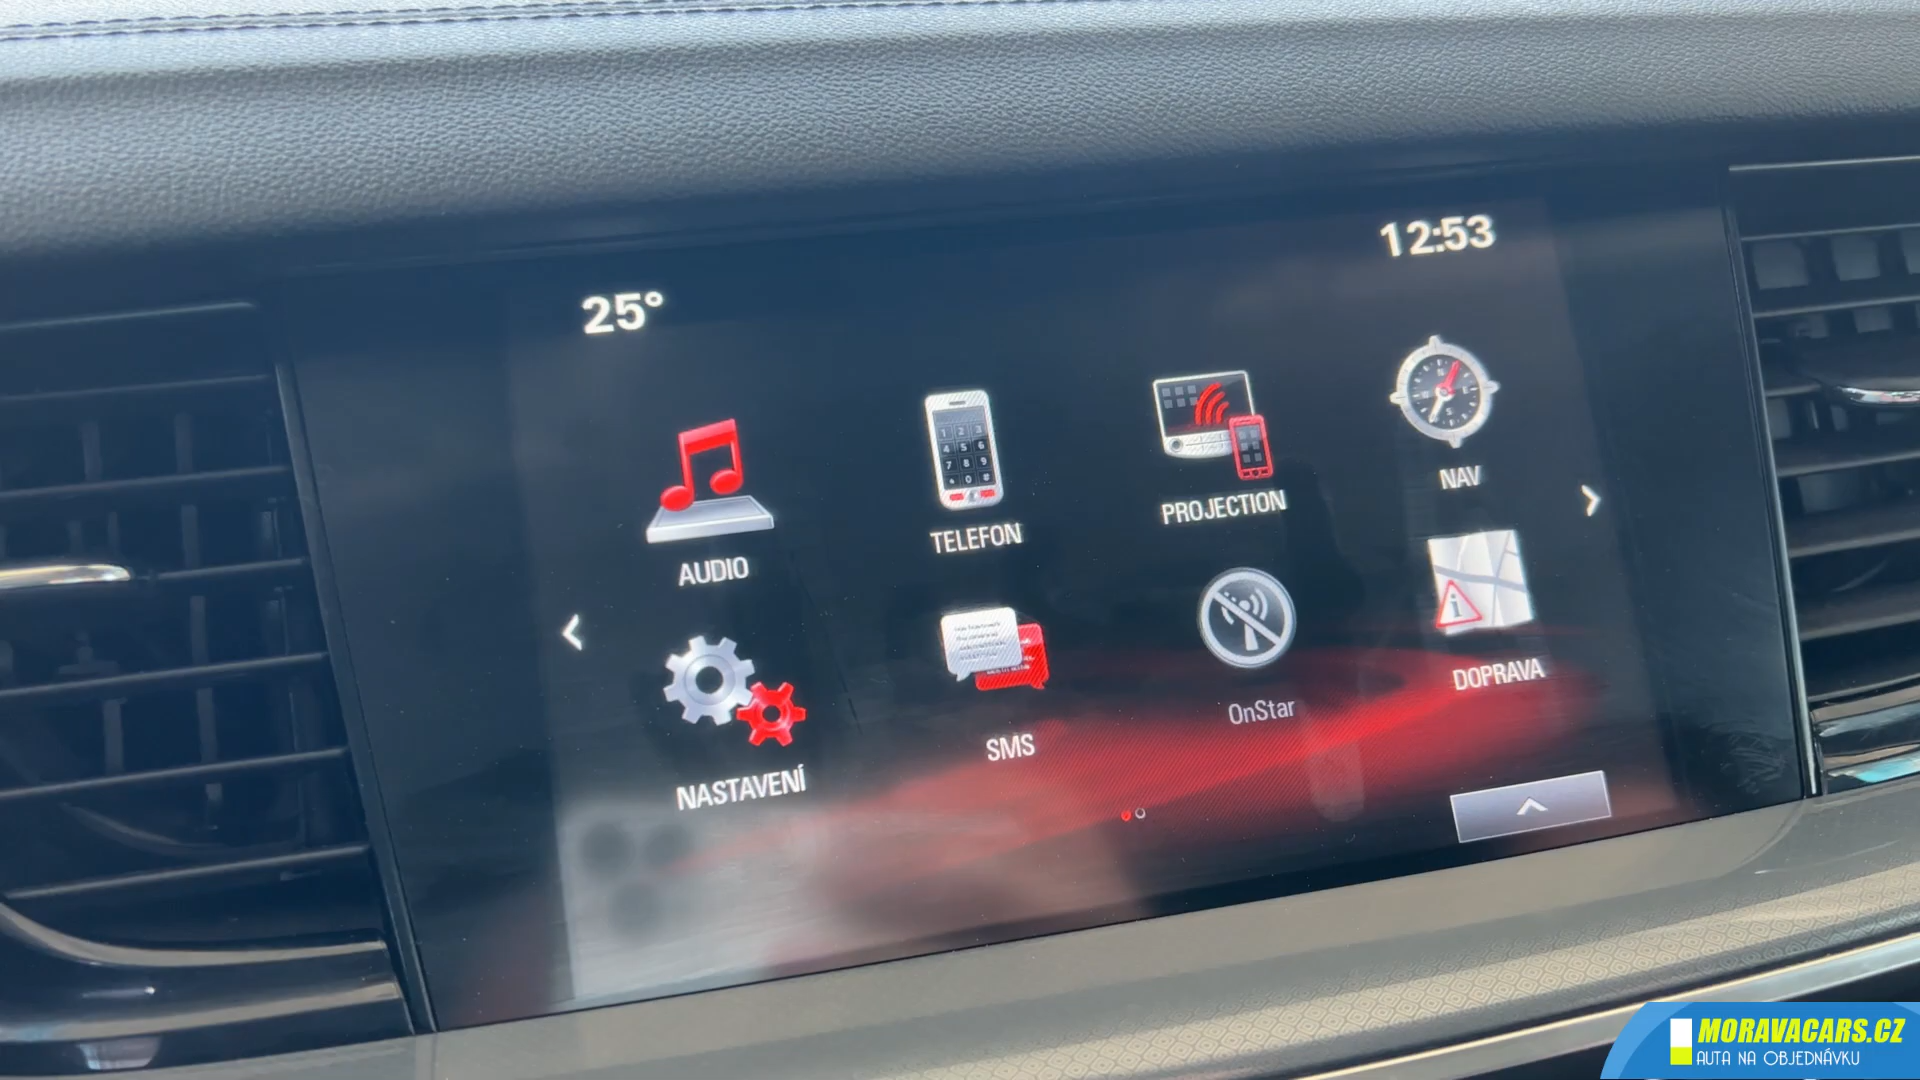 12:53
25°
AUDIO
TELEFON
PROJECTION
NAV
NASTAVENÍ
SMS
OnStar
DOPRAVA
MORAVACARS.CZ
AUTA NA OBJEDNÁVKU